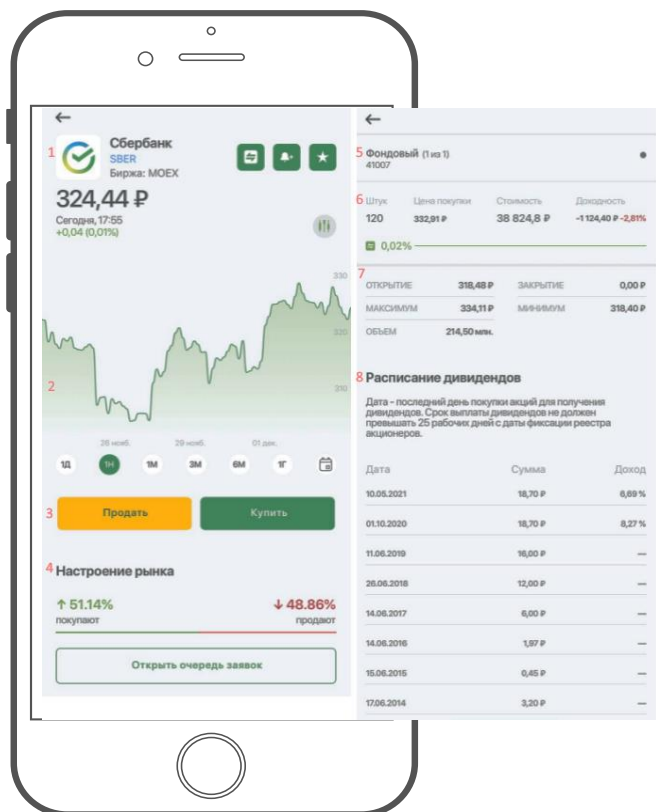 1
Сбербанк
SBER
Биржа: MOEX
324,44 ₽
Сегодня, 17:55
+0,04 (0,01%)
330
320
2
310
26 нояб. 29 нояб. 01 дек.
1Д 1Н 1М 3М 6М 1Г
3 Продать Купить
4 Настроение рынка
↑ 51.14% ↓ 48.86%
покупают продают
Открыть очередь заявок
5 Фондовый (1 из 1)
41007
6 Штук Цена покупки Стоимость Доходность
120 332,91 ₽ 38 824,8 ₽ -1 124,40 ₽ -2,81%
0,02%
7
ОТКРЫТИЕ 318,48 ₽ ЗАКРЫТИЕ 0,00 ₽
МАКСИМУМ 334,11 ₽ МИНИМУМ 318,40 ₽
ОБЪЕМ 214,50 млн.
8 Расписание дивидендов
Дата – последний день покупки акций для получения
дивидендов. Срок выплаты дивидендов не должен
превышать 25 рабочих дней с даты фиксации реестра
акционеров.
Дата Сумма Доход
10.05.2021 18,70 ₽ 6,69 %
01.10.2020 18,70 ₽ 8,27 %
11.06.2019 16,00 ₽ —
26.06.2018 12,00 ₽ —
14.06.2017 6,00 ₽ —
14.06.2016 1,97 ₽ —
15.06.2015 0,45 ₽ —
17.06.2014 3,20 ₽ —